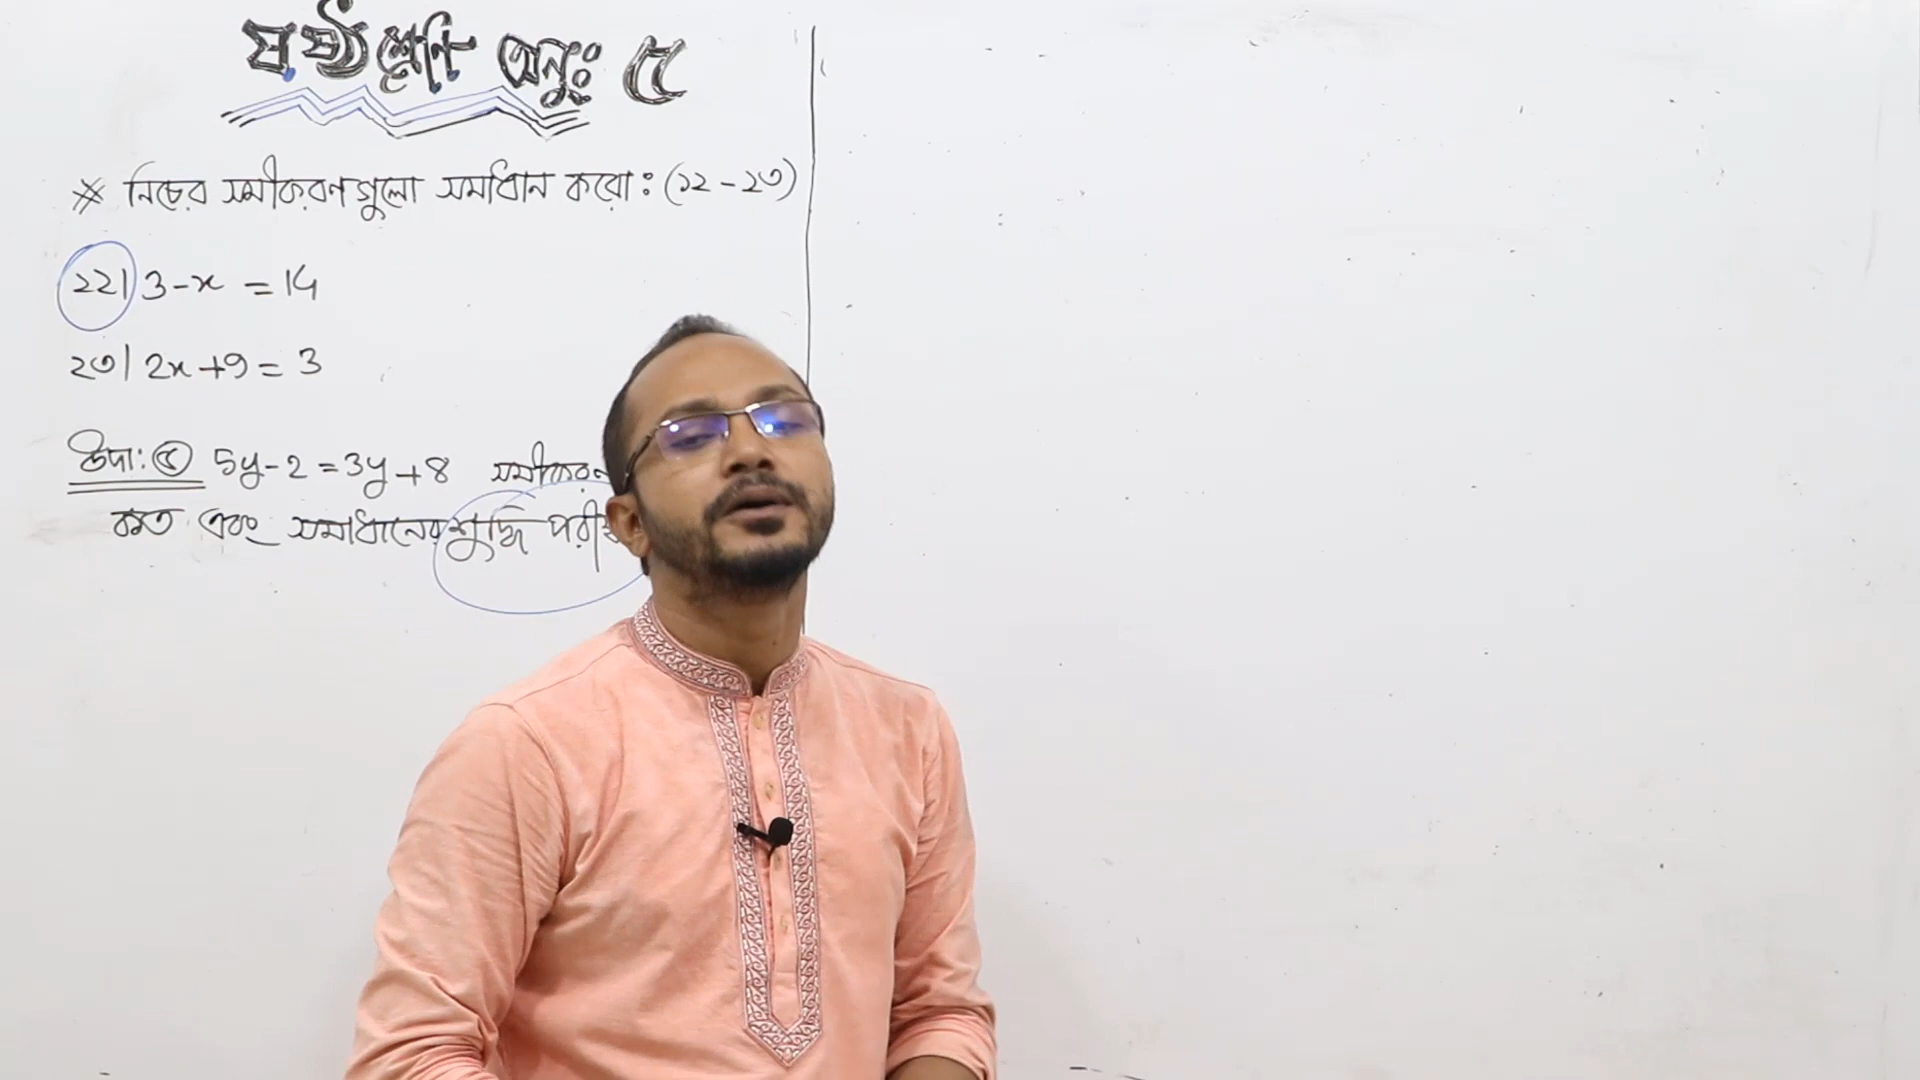 ষষ্ঠ শ্রেণি অনুঃ ৫
* নিচের সমীকরণগুলো সমাধান করো: (১২ - ২৩)
২২। 3-x = 14
২৩। 2x+9 = 3
উদা: ৫ 5y-2 = 3y+8 সমীকরণ
কত এবং সমাধানের শুদ্ধি